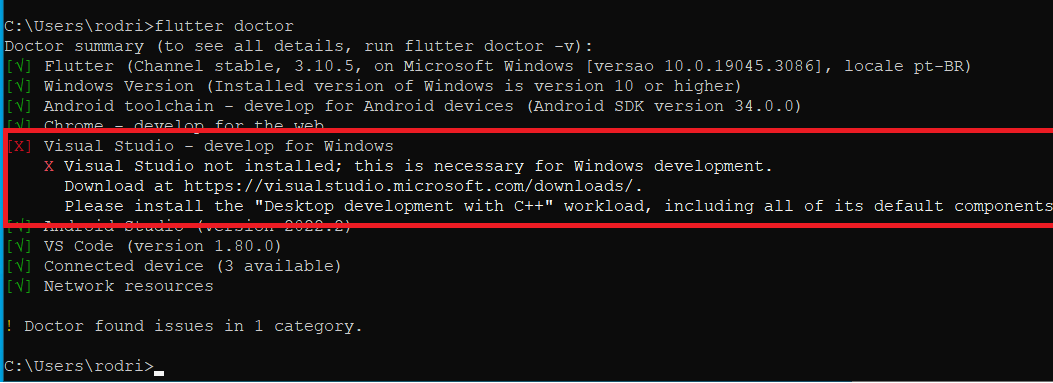 C:\Users\rodri>flutter doctor
Doctor summary (to see all details, run flutter doctor -v):
[√] Flutter (Channel stable, 3.10.5, on Microsoft Windows [versao 10.0.19045.3086], locale pt-BR)
[√] Windows Version (Installed version of Windows is version 10 or higher)
[√] Android toolchain - develop for Android devices (Android SDK version 34.0.0)
[√] Chrome - develop for the web
[X] Visual Studio - develop for Windows
X Visual Studio not installed; this is necessary for Windows development.
Download at https://visualstudio.microsoft.com/downloads/.
Please install the "Desktop development with C++" workload, including all of its default components
[√] Android Studio (version 2022.2)
[√] VS Code (version 1.80.0)
[√] Connected device (3 available)
[√] Network resources
! Doctor found issues in 1 category.
C:\Users\rodri>